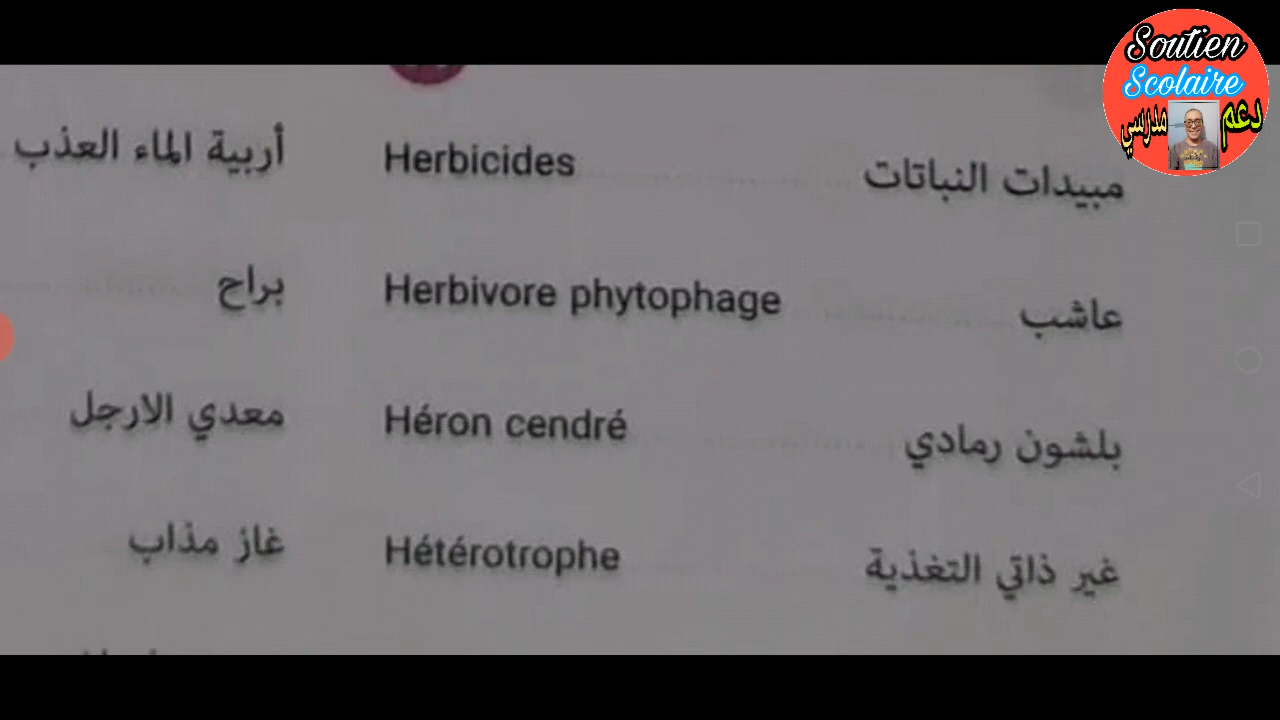 Soutien
Scolaire
دعم مدرسي
أربية الماء العذب
Herbicides مبيدات النباتات
براح
Herbivore phytophage عاشب
معدي الارجل
Héron cendré بلشون رمادي
غاز مذاب
Hétérotrophe غير ذاتي التغذية